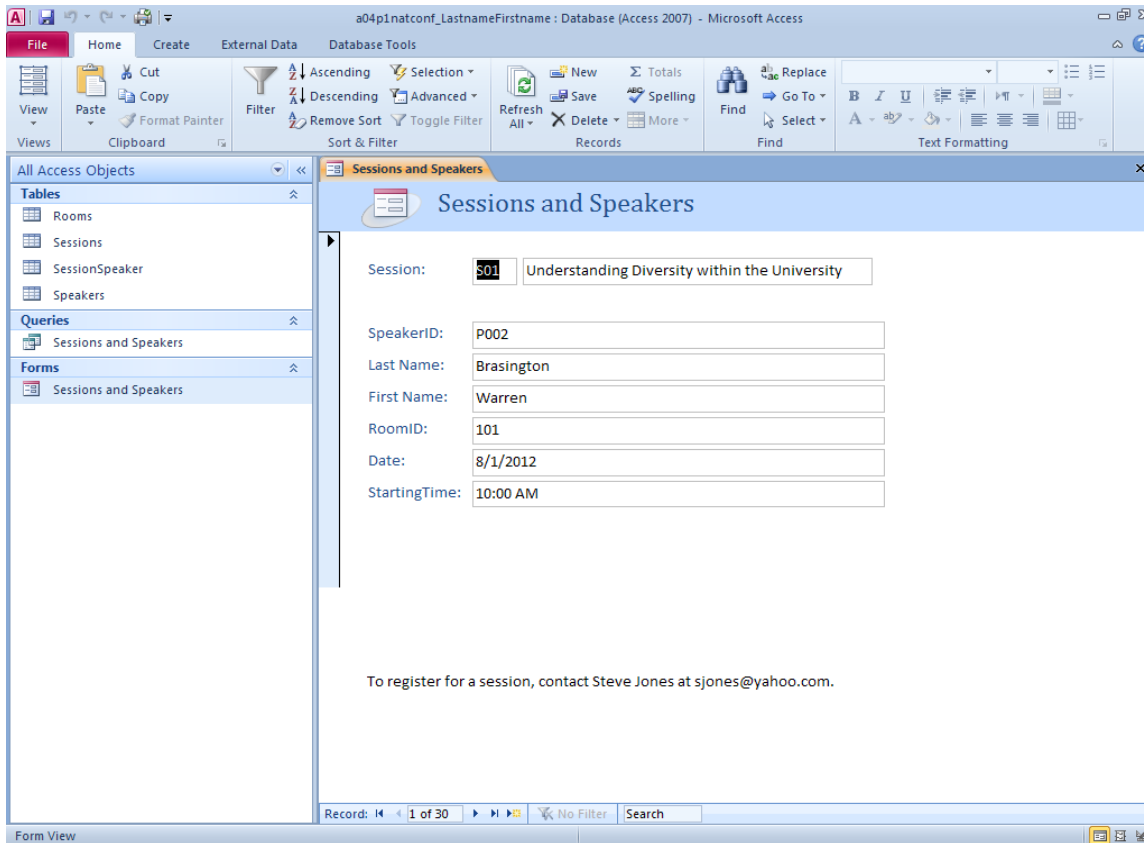 a04p1natconf_LastnameFirstname : Database (Access 2007) - Microsoft Access
File Home Create External Data Database Tools
View
Views
Paste
Cut
Copy
Format Painter
Clipboard
Filter
Ascending
Descending
Remove Sort
Selection
Advanced
Toggle Filter
Sort & Filter
Refresh
All
New
Save
Delete
Totals
Spelling
More
Records
Find
Replace
Go To
Select
Find
B I U
Text Formatting
All Access Objects
Tables
Rooms
Sessions
SessionSpeaker
Speakers
Queries
Sessions and Speakers
Forms
Sessions and Speakers
Sessions and Speakers
Sessions and Speakers
Session: S01 Understanding Diversity within the University
SpeakerID: P002
Last Name: Brasington
First Name: Warren
RoomID: 101
Date: 8/1/2012
StartingTime: 10:00 AM
To register for a session, contact Steve Jones at sjones@yahoo.com.
Record: 1 of 30 No Filter Search
Form View